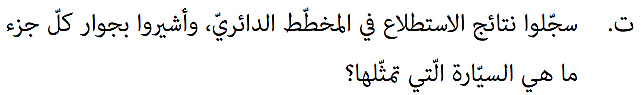 ت. سجّلوا نتائج الاستطلاع في المخطّط الدائريّ، وأشيروا بجوار كلّ جزء
ما هي السيّارة الّتي تمثّلها؟